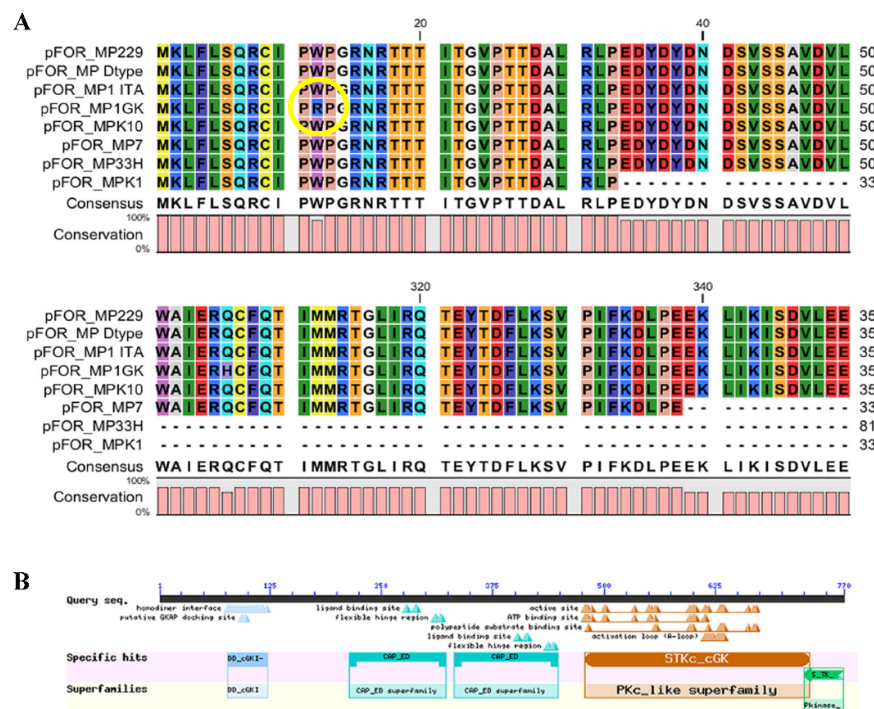 A
20 40
pFOR_MP229 MKLFLSQRCI PWPGRNRTTT ITGVPTTDAL RLPEDYDYDN DSVSSAVDVL 50
pFOR_MP Dtype MKLFLSQRCI PWPGRNRTTT ITGVPTTDAL RLPEDYDYDN DSVSSAVDVL 50
pFOR_MP1 ITA MKLFLSQRCI PWPGRNRTTT ITGVPTTDAL RLPEDYDYDN DSVSSAVDVL 50
pFOR_MP1GK MKLFLSQRCI PRPGRNRTTT ITGVPTTDAL RLPEDYDYDN DSVSSAVDVL 50
pFOR_MPK10 MKLFLSQRCI PWPGRNRTTT ITGVPTTDAL RLPEDYDYDN DSVSSAVDVL 50
pFOR_MP7 MKLFLSQRCI PWPGRNRTTT ITGVPTTDAL RLPEDYDYDN DSVSSAVDVL 50
pFOR_MP33H MKLFLSQRCI PWPGRNRTTT ITGVPTTDAL RLPEDYDYDN DSVSSAVDVL 50
pFOR_MPK1 MKLFLSQRCI PWPGRNRTTT ITGVPTTDAL RLP------- ---------- 33
Consensus MKLFLSQRCI PWPGRNRTTT ITGVPTTDAL RLPEDYDYDN DSVSSAVDVL
100%
Conservation
0%
320 340
pFOR_MP229 WAIERQCFQT IMMRTGLIRQ TEYTDFLKSV PIFKDLPEEK LIKISDVLEE 35
pFOR_MP Dtype WAIERQCFQT IMMRTGLIRQ TEYTDFLKSV PIFKDLPEEK LIKISDVLEE 35
pFOR_MP1 ITA WAIERQCFQT IMMRTGLIRQ TEYTDFLKSV PIFKDLPEEK LIKISDVLEE 35
pFOR_MP1GK WAIERHCFQT IMMRTGLIRQ TEYTDFLKSV PIFKDLPEEK LIKISDVLEE 35
pFOR_MPK10 WAIERQCFQT IMMRTGLIRQ TEYTDFLKSV PIFKDLPEEK LIKISDVLEE 35
pFOR_MP7 WAIERQCFQT IMMRTGLIRQ TEYTDFLKSV PIFKDLPE-- ---------- 33
pFOR_MP33H ---------- ---------- ---------- ---------- ---------- 81
pFOR_MPK1 ---------- ---------- ---------- ---------- ---------- 33
Consensus WAIERQCFQT IMMRTGLIRQ TEYTDFLKSV PIFKDLPEEK LIKISDVLEE
100%
Conservation
0%
B
1 125 250 375 500 625 770
Query seq.
homodimer interface ligand binding site active site
putative GKAP docking site flexible hinge region ATP binding site
polypeptide substrate binding site
ligand binding site activation loop (A-loop)
flexible hinge region
Specific hits DD_cGKI- CAP_ED CAP_ED STKc_cGK S_TK_
Superfamilies DD_cGKI CAP_ED superfamily CAP_ED superfamily PKc_like superfamily Pkinase_